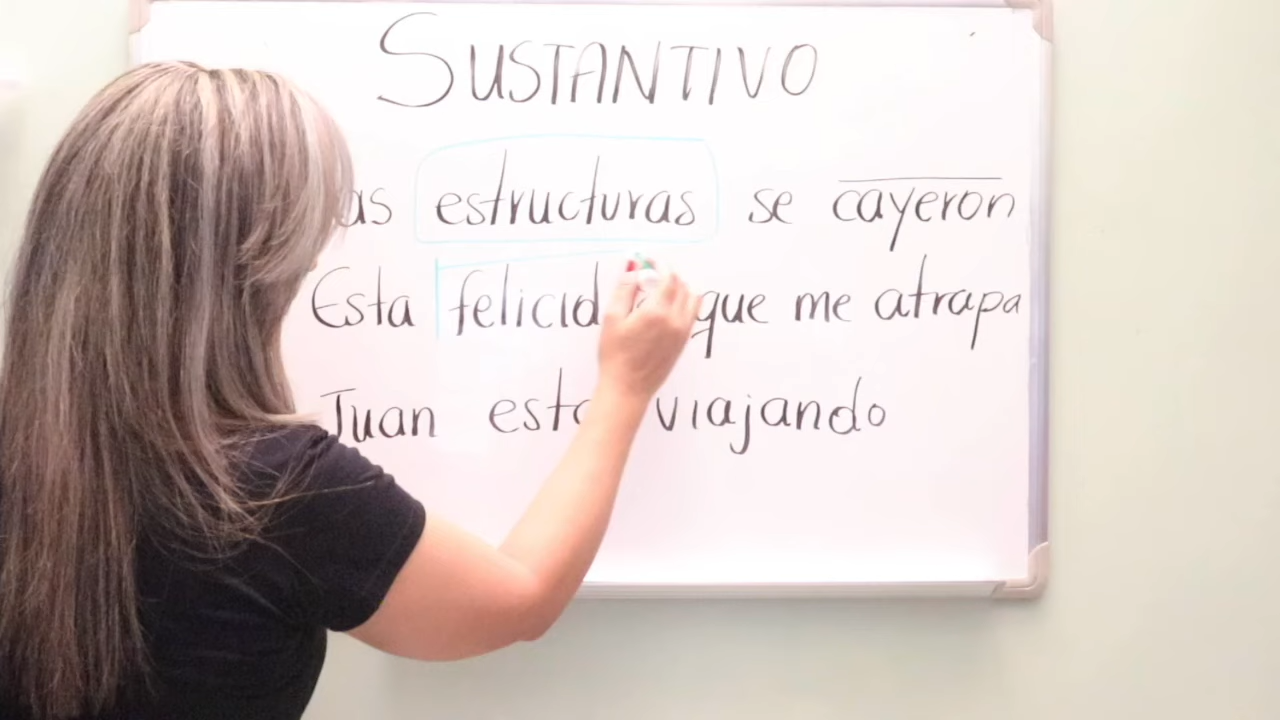 SUSTANTIVO
as estructuras se cayeron
Esta felicid que me atrapa
Juan esta viajando